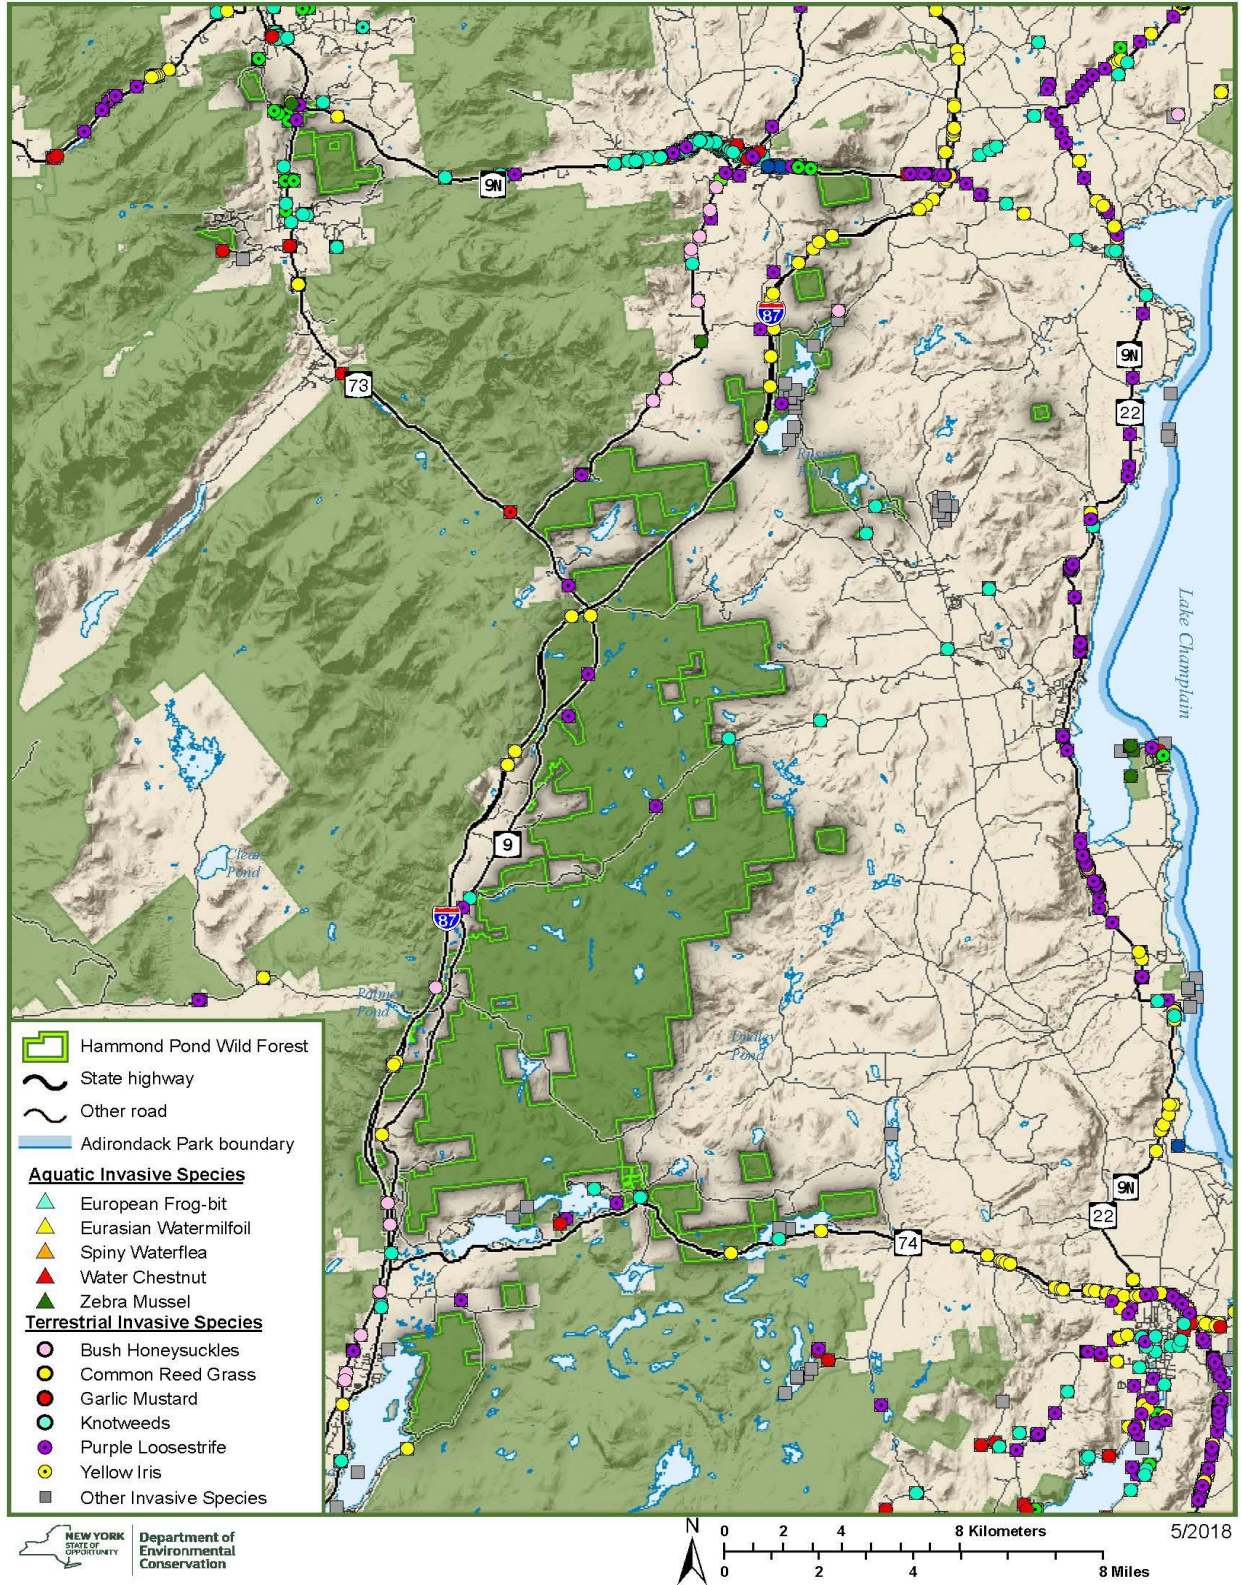 9N
87
9N
22
73
Lake Champlain
9
Clear
Pond
87
Pond
Dudley
Pond
9N
22
74
Hammond Pond Wild Forest
State highway
Other road
Adirondack Park boundary
Aquatic Invasive Species
European Frog-bit
Eurasian Watermilfoil
Spiny Waterflea
Water Chestnut
Zebra Mussel
Terrestrial Invasive Species
Bush Honeysuckles
Common Reed Grass
Garlic Mustard
Knotweeds
Purple Loosestrife
Yellow Iris
Other Invasive Species
NEW YORK
STATE OF
OPPORTUNITY
Department of
Environmental
Conservation
N
0 2 4 8 Kilometers
0 2 4 8 Miles
5/2018